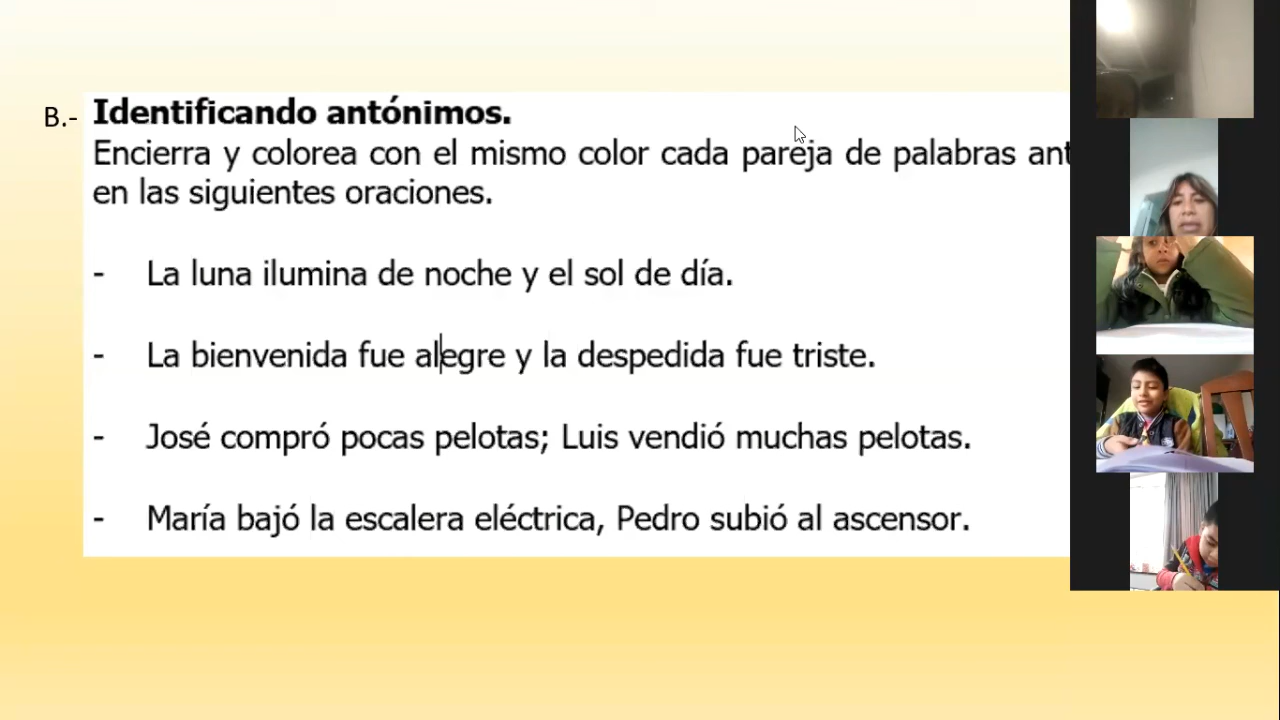 B.- Identificando antónimos.
Encierra y colorea con el mismo color cada pareja de palabras
en las siguientes oraciones.
- La luna ilumina de noche y el sol de día.
- La bienvenida fue alegre y la despedida fue triste.
- José compró pocas pelotas; Luis vendió muchas pelotas.
- María bajó la escalera eléctrica, Pedro subió al ascensor.